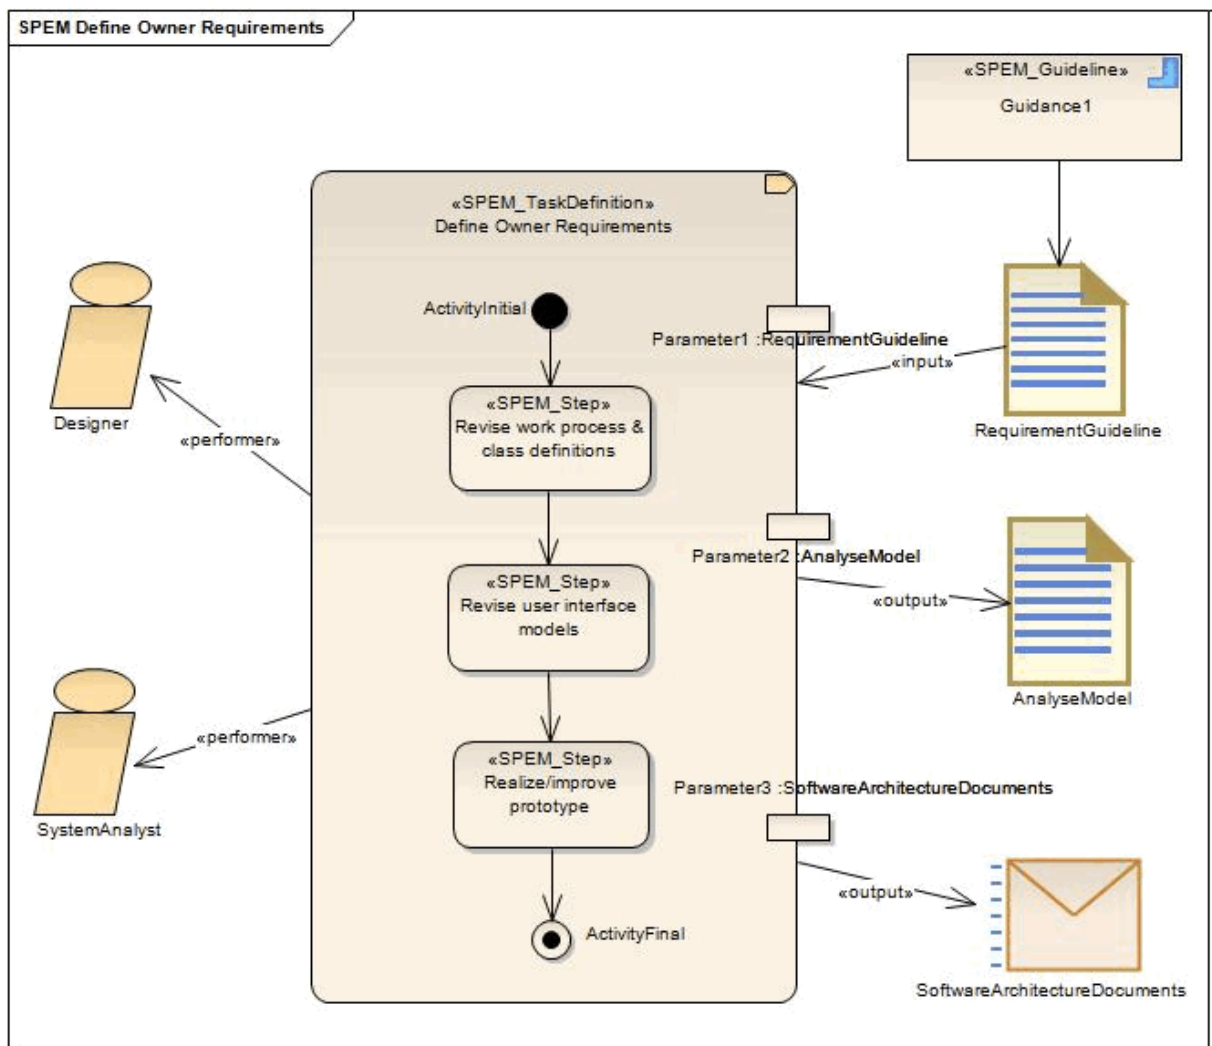 SPEM Define Owner Requirements
«SPEM_Guideline»
Guidance1
«SPEM_TaskDefinition»
Define Owner Requirements
ActivityInitial
Parameter1 :RequirementGuideline
«input»
RequirementGuideline
«SPEM_Step»
Revise work process &
class definitions
Designer
«performer»
Parameter2 :AnalyseModel
«output»
AnalyseModel
«SPEM_Step»
Revise user interface
models
«performer»
SystemAnalyst
«SPEM_Step»
Realize/improve
prototype
Parameter3 :SoftwareArchitectureDocuments
«output»
SoftwareArchitectureDocuments
ActivityFinal